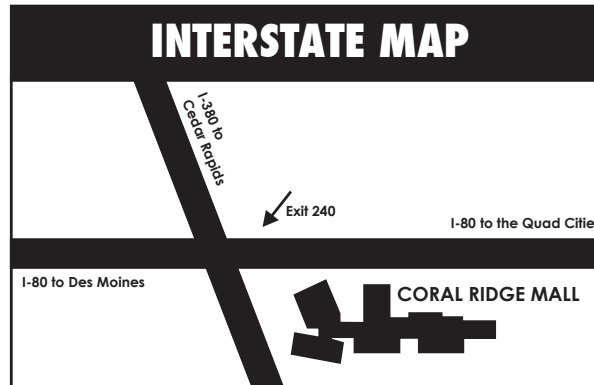 INTERSTATE MAP
I-380 to
Cedar Rapids
Exit 240
I-80 to the Quad Citie
I-80 to Des Moines
CORAL RIDGE MALL